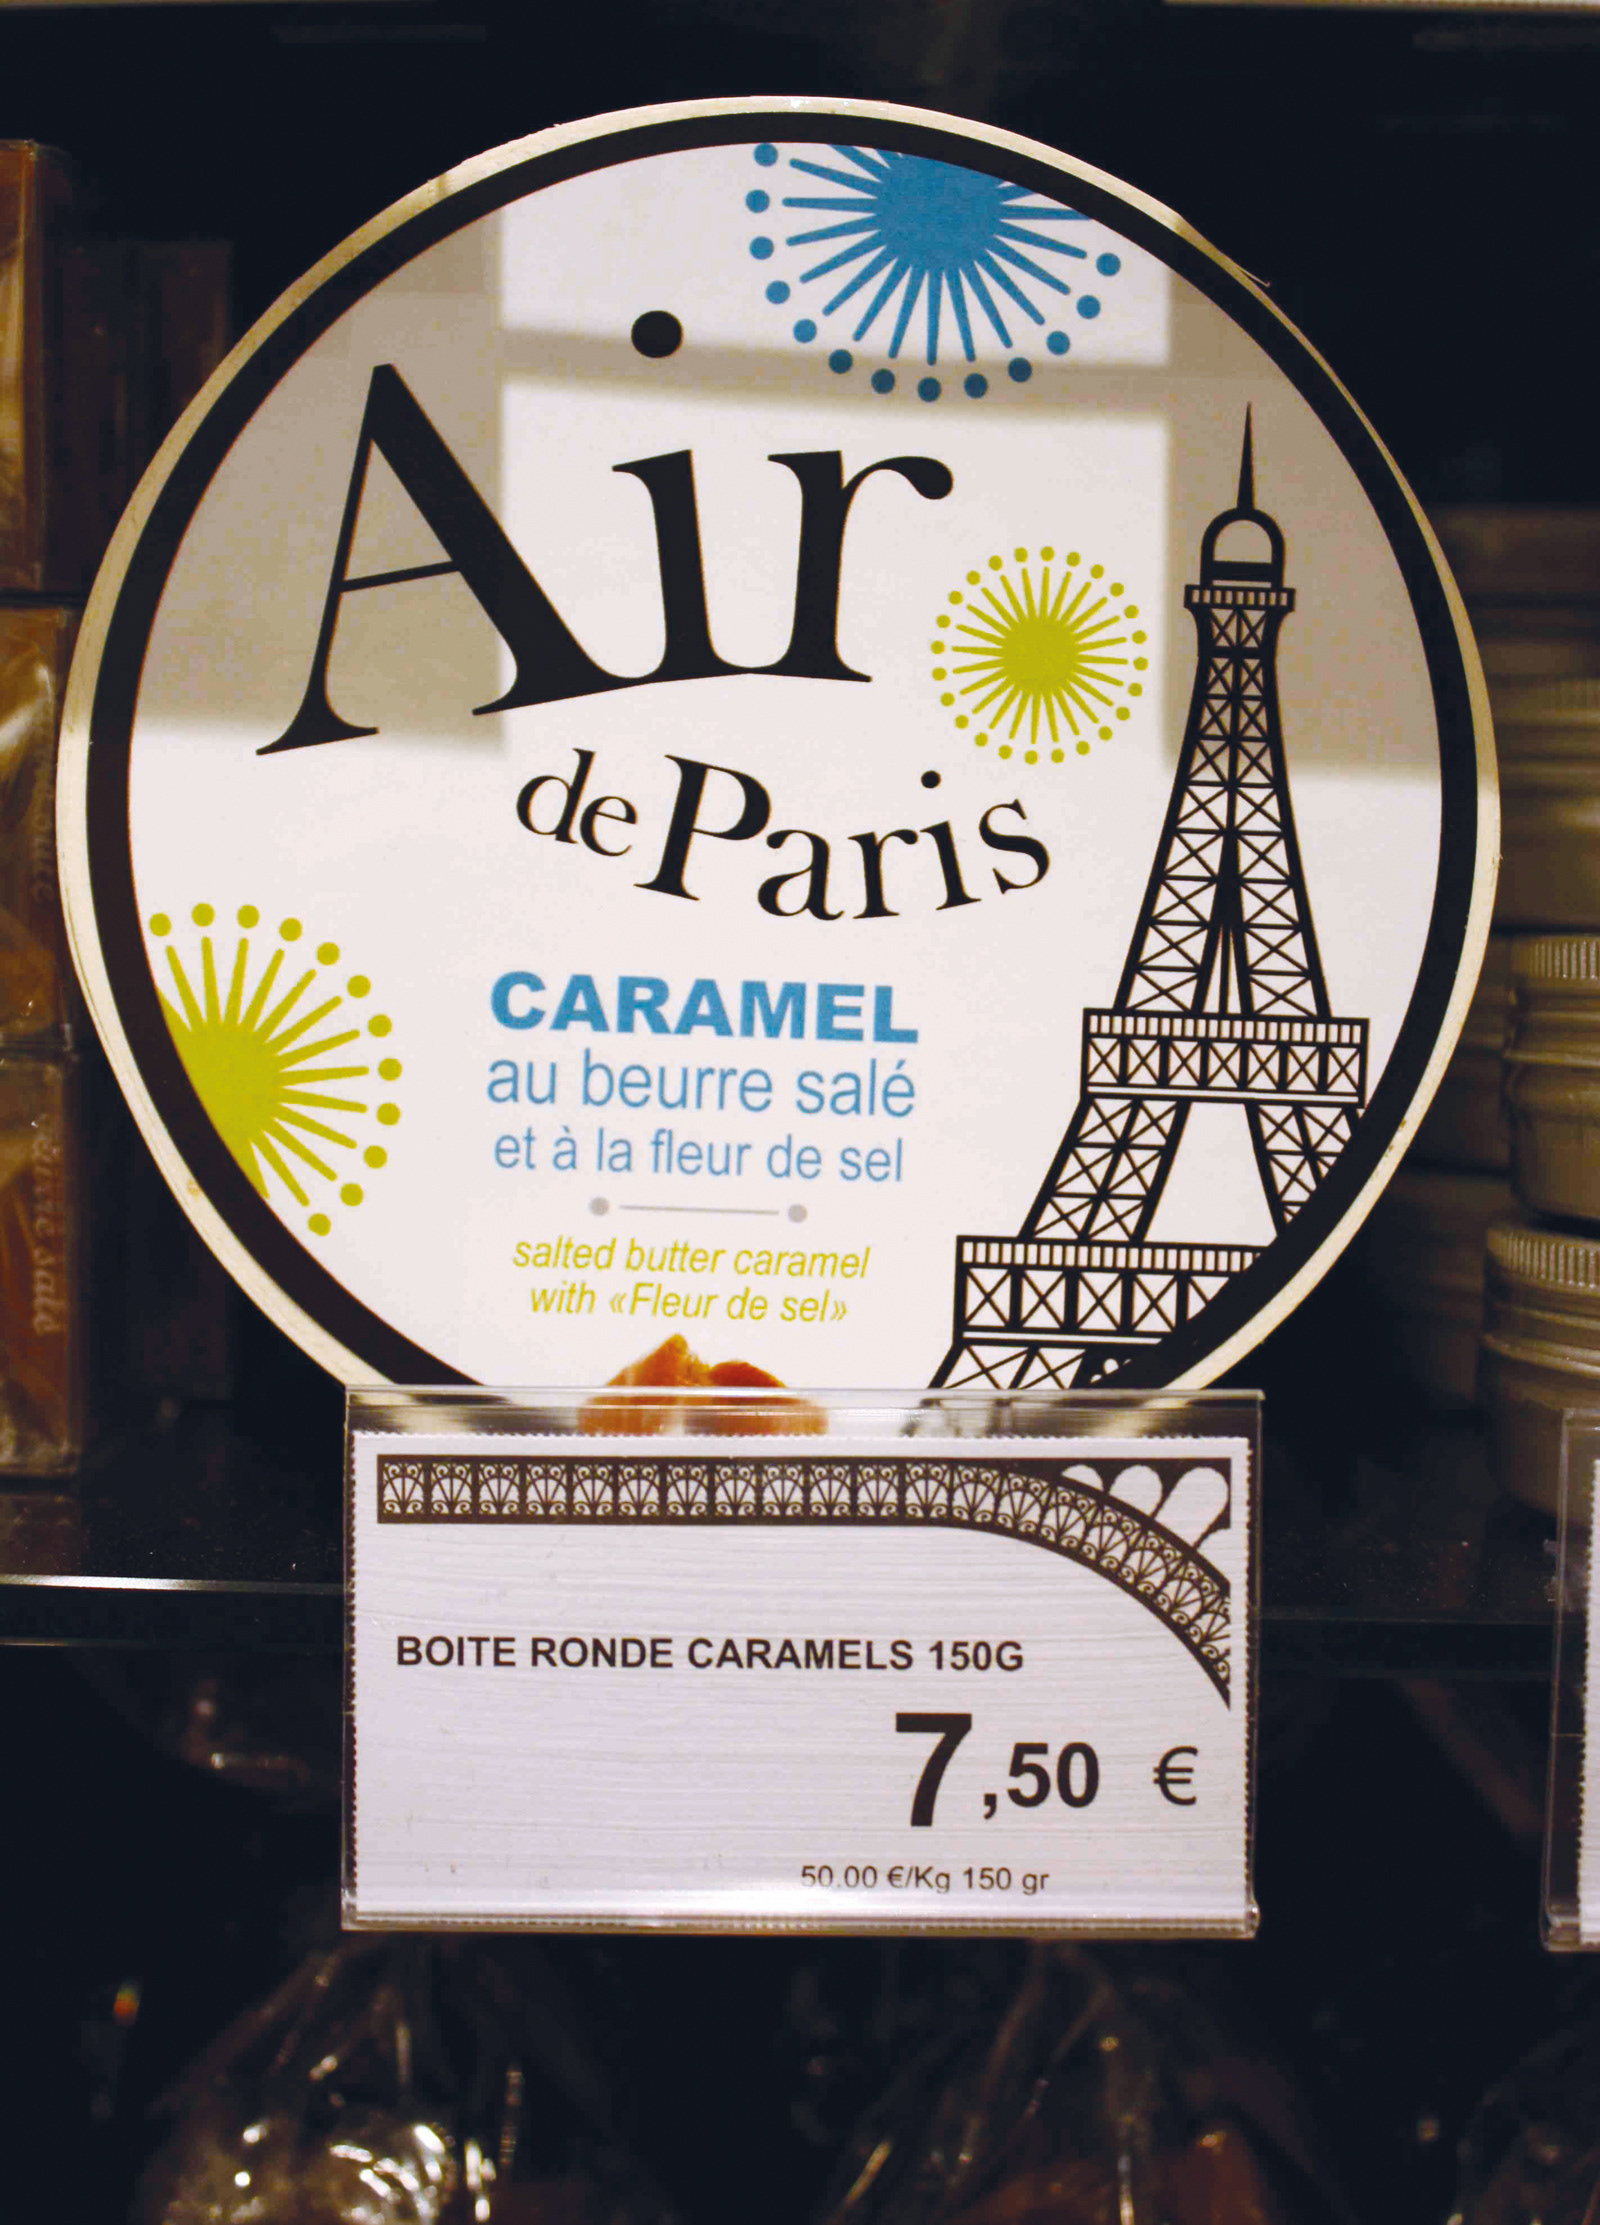 Air
de Paris
CARAMEL
au beurre salé
et à la fleur de sel
salted butter caramel
with «Fleur de sel»
BOITE RONDE CARAMELS 150G
7,50 €
50.00 €/Kg 150 gr